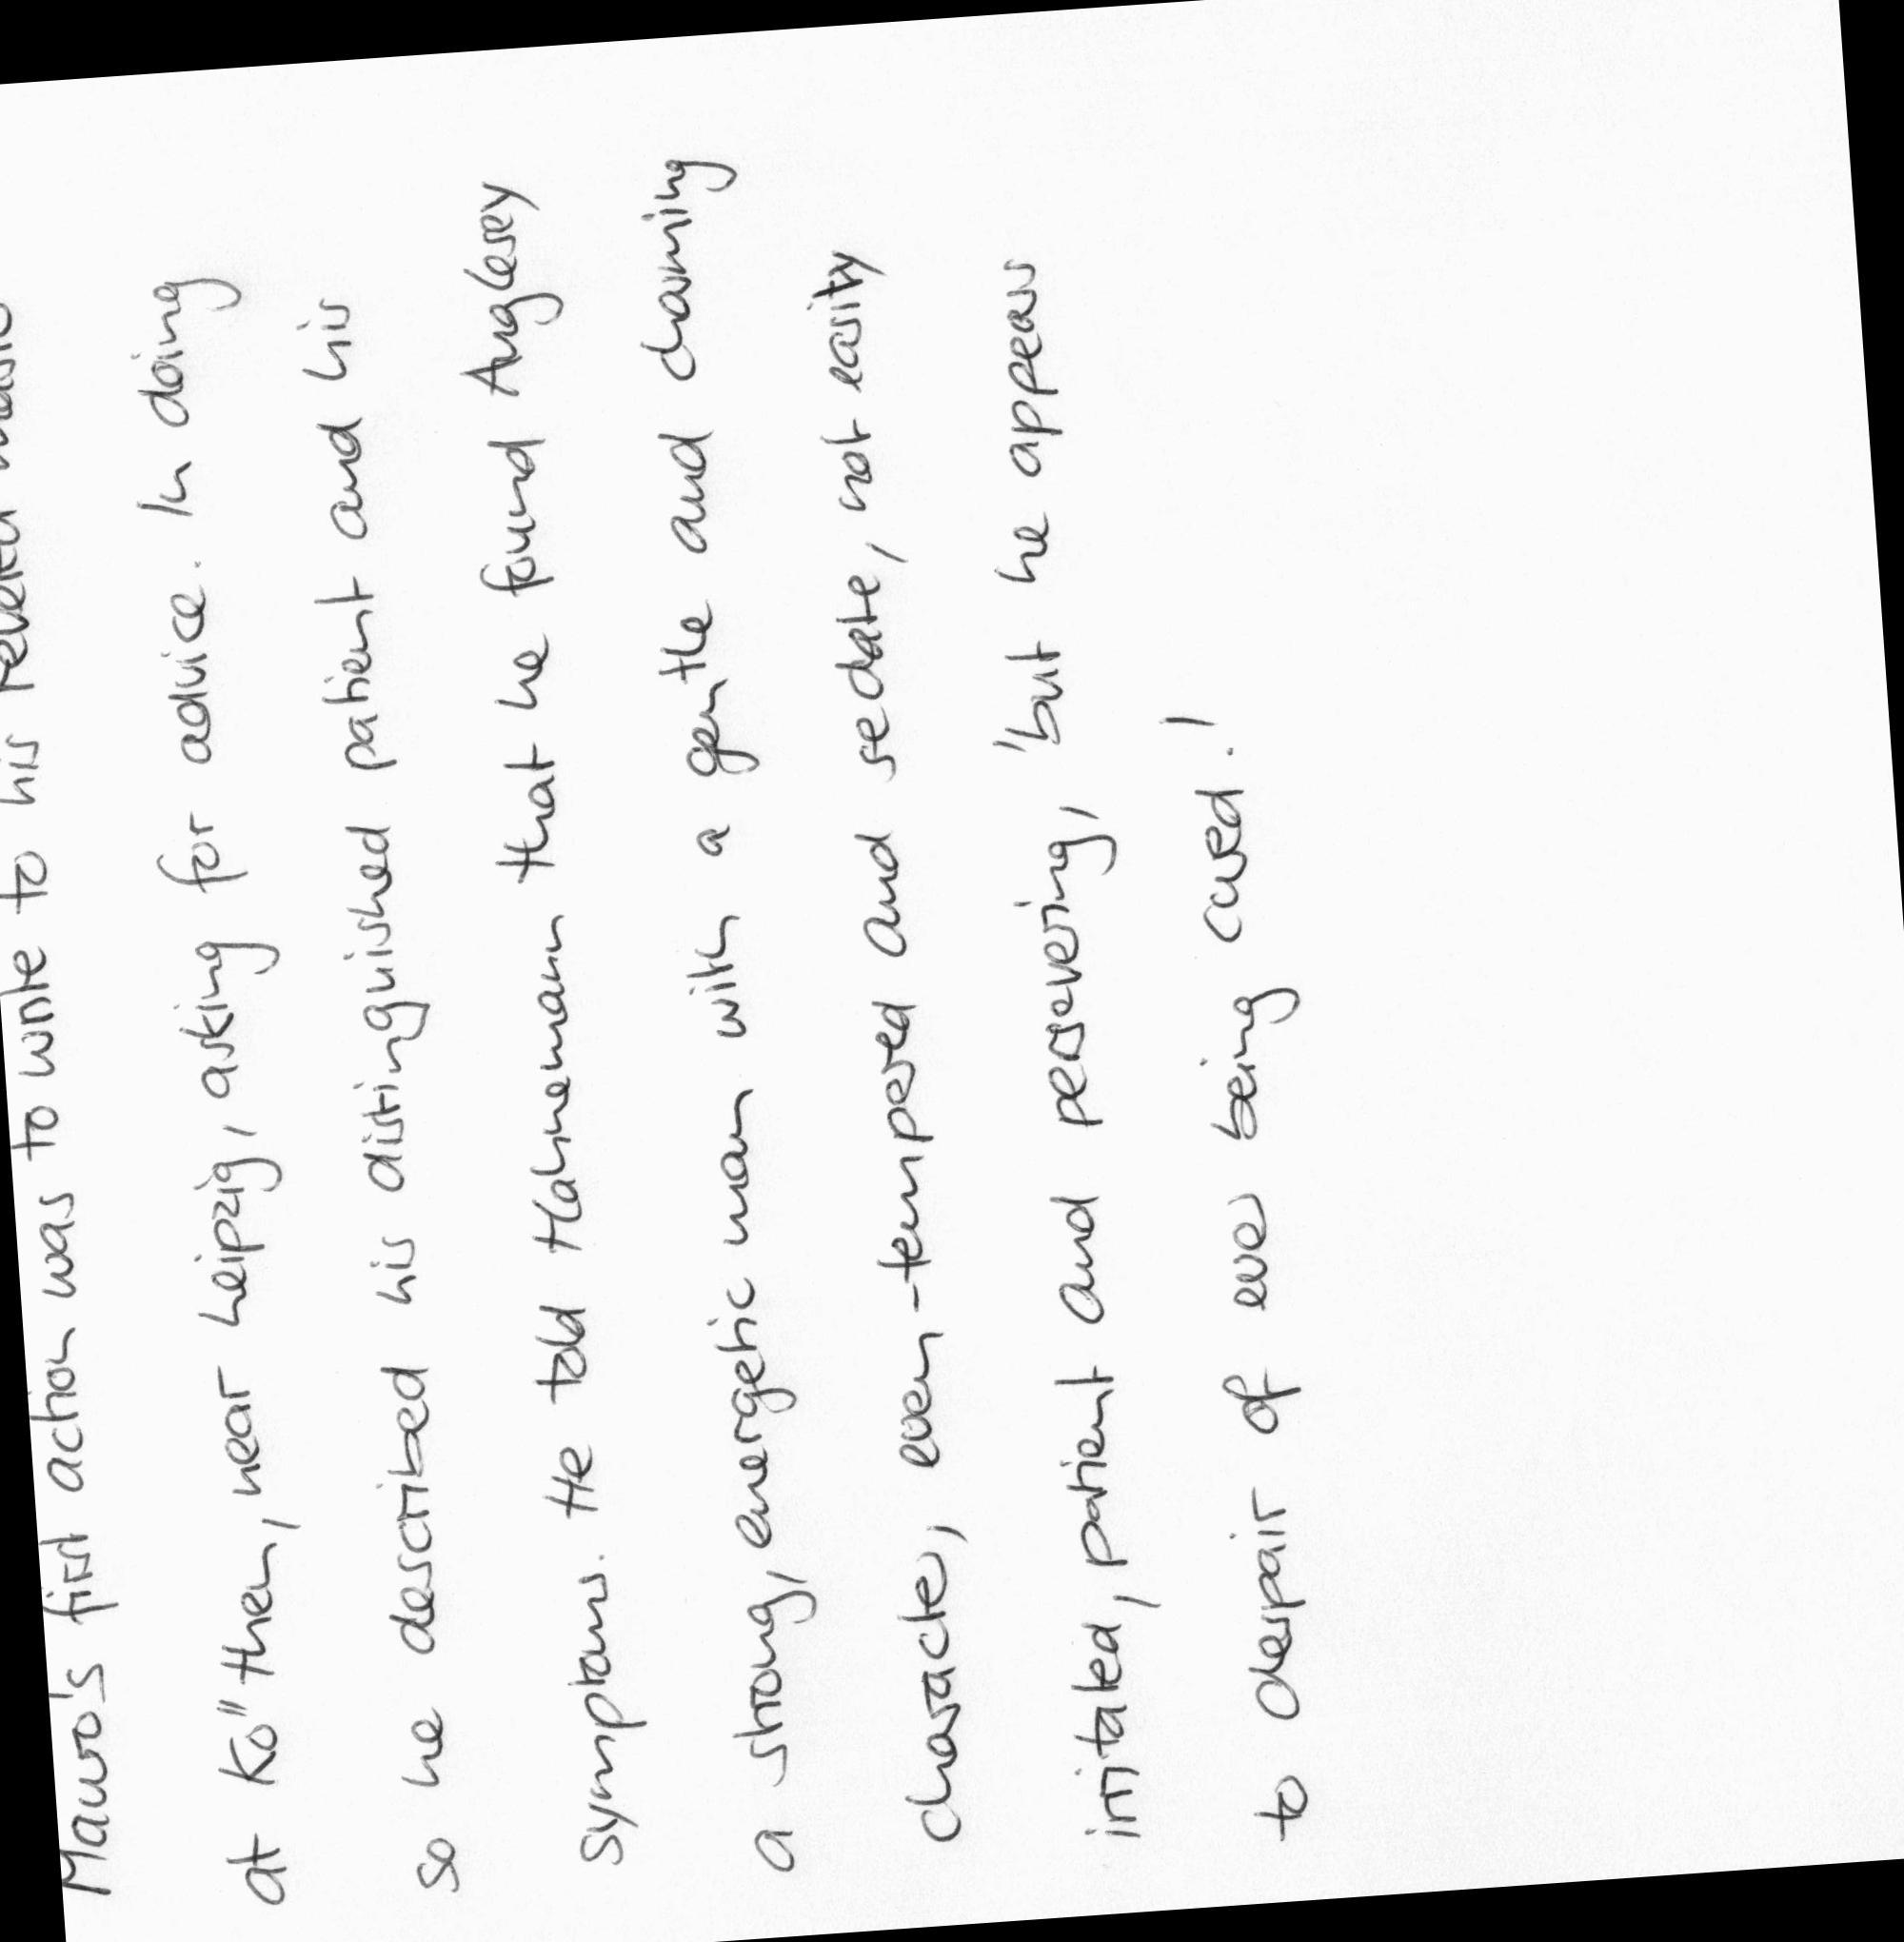 Mauro's first action was to write to his revered
at Kö"then, near Leipzig, asking for advice. In doing
so he described his distinguished patient and his
symptoms. He told Hahnemann that he found Anglesey
a strong, energetic man with a gentle and charming
character, even-tempered and sedate, not easily
irritated, patient and persevering, 'but he appears
to despair of ever being cured.'